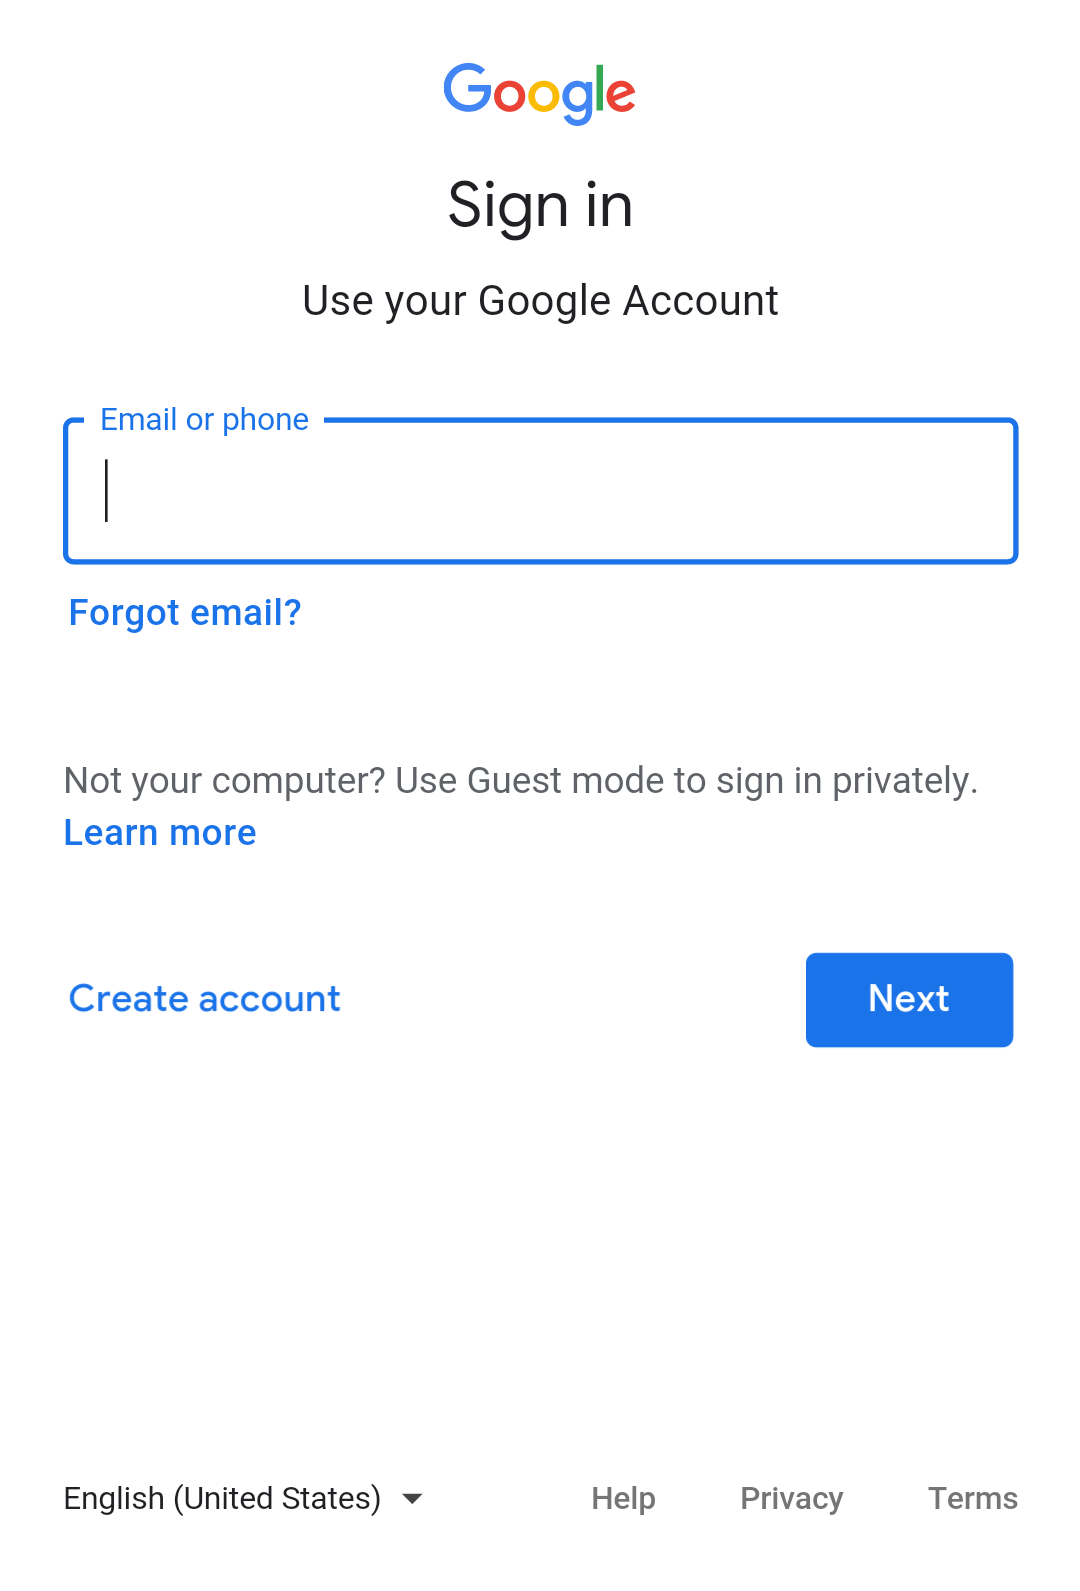 Google
Sign in
Use your Google Account
Email or phone
Forgot email?
Not your computer? Use Guest mode to sign in privately.
Learn more
Create account
Next
English (United States)
Help
Privacy
Terms